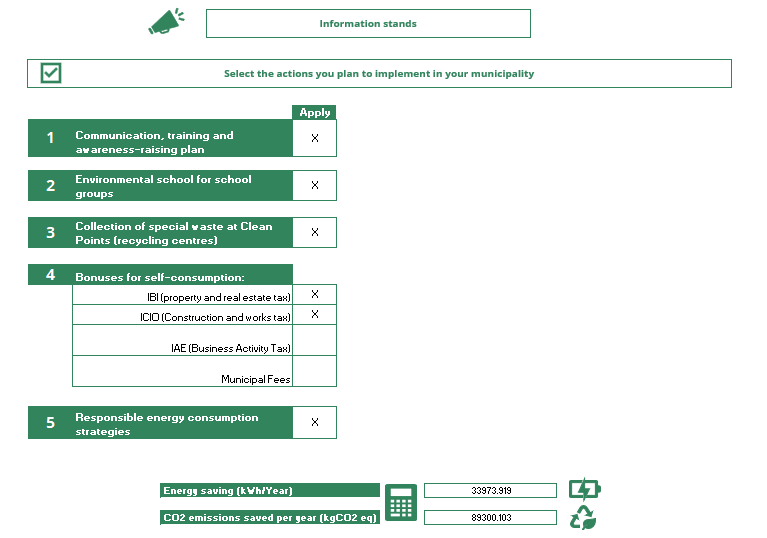 Information stands
Select the actions you plan to implement in your municipality
Apply
1 Communication, training and
awareness-raising plan X
2 Environmental school for school
groups X
3 Collection of special waste at Clean
Points (recycling centres) X
4 Bonuses for self-consumption:
IBI (property and real estate tax) X
ICIO (Construction and works tax) X
IAE (Business Activity Tax)
Municipal Fees
5 Responsible energy consumption
strategies X
Energy saving (kWh/Year) 33973.919
CO2 emissions saved per year (kgCO2 eq) 89300.103